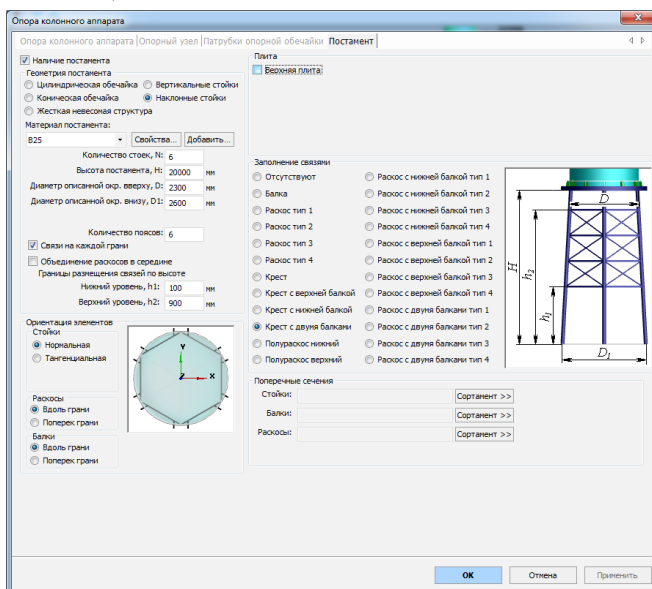 Опора колонного аппарата
Опора колонного аппарата Опорный узел Патрубки опорной обечайки Постамент
Наличие постамента
Геометрия постамента
Цилиндрическая обечайка Вертикальные стойки
Коническая обечайка Наклонные стойки
Жесткая невесомая структура
Материал постамента:
B25 Свойства... Добавить...
Количество стоек, N: 6
Высота постамента, H: 20000 мм
Диаметр описанной окр. вверху, D: 2300 мм
Диаметр описанной окр. внизу, D1: 2600 мм
Количество поясов: 6
Связи на каждой грани
Объединение раскосов в середине
Границы размещения связей по высоте
Нижний уровень, h1: 100 мм
Верхний уровень, h2: 900 мм
Ориентация элементов
Стойки
Нормальная
Тангенциальная
Раскосы
Вдоль грани
Поперек грани
Балки
Вдоль грани
Поперек грани
Y
Z X
Плита
Верхняя плита
Заполнение связями
Отсутствуют Раскос с нижней балкой тип 1
Балка Раскос с нижней балкой тип 2
Раскос тип 1 Раскос с нижней балкой тип 3
Раскос тип 2 Раскос с нижней балкой тип 4
Раскос тип 3 Раскос с верхней балкой тип 1
Раскос тип 4 Раскос с верхней балкой тип 2
Крест Раскос с верхней балкой тип 3
Крест с верхней балкой Раскос с верхней балкой тип 4
Крест с нижней балкой Раскос с двумя балками тип 1
Крест с двумя балками Раскос с двумя балками тип 2
Полураскос нижний Раскос с двумя балками тип 3
Полураскос верхний Раскос с двумя балками тип 4
D
H
h2
h1
D1
Поперечные сечения
Стойки: Сортамент >>
Балки: Сортамент >>
Раскосы: Сортамент >>
ОК Отмена Применить